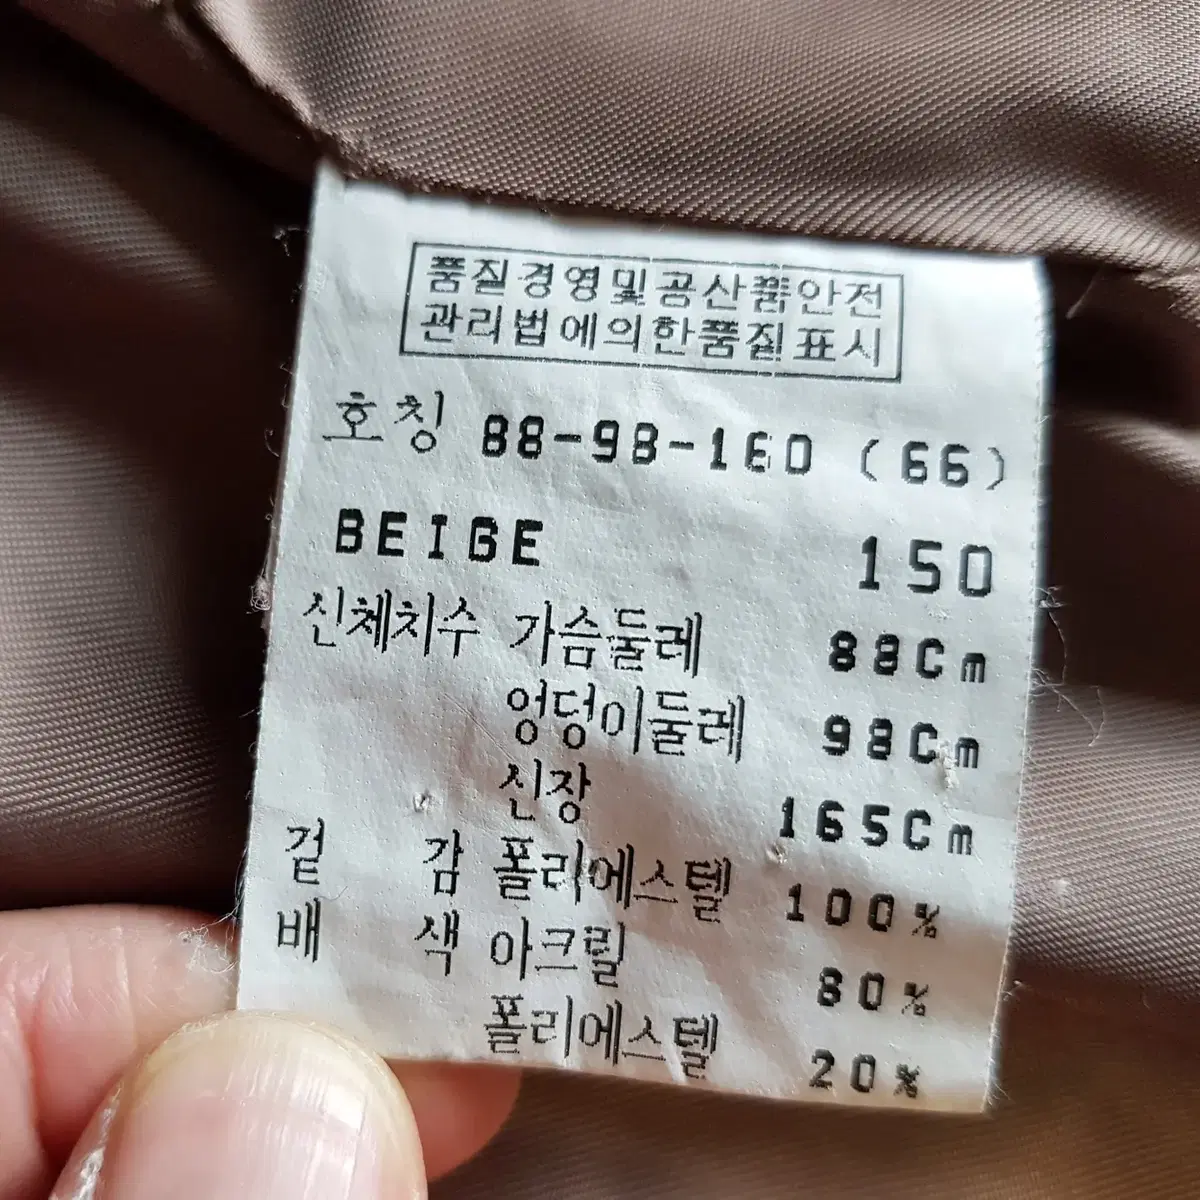 품질경영및공산품안전
관리법에의한품질표시
호칭 88-98-160 (66)
BEIGE 150
신체치수 가슴둘레 88Cm
엉덩이둘레 98Cm
신장 165Cm
겉 감 폴리에스텔 100%
배 색 아크릴 80%
폴리에스텔 20%